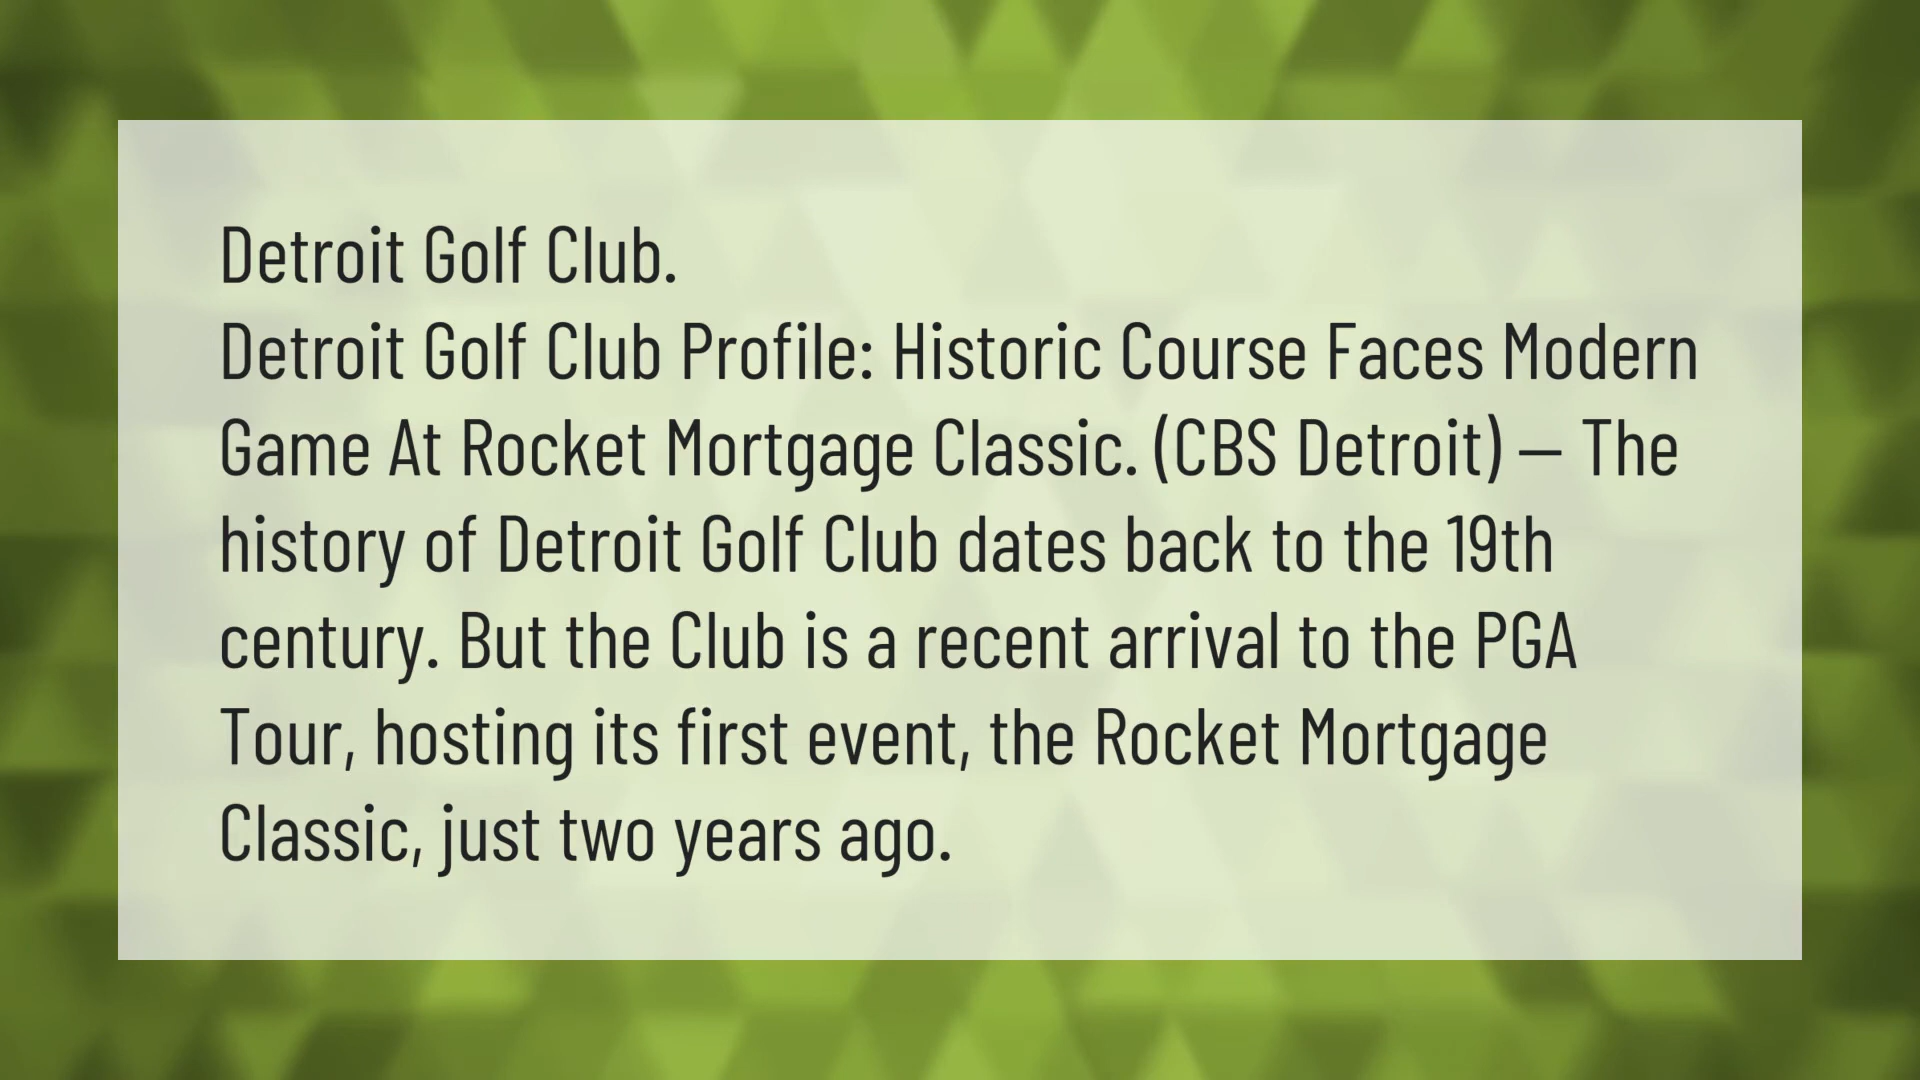 Detroit Golf Club.
Detroit Golf Club Profile: Historic Course Faces Modern
Game At Rocket Mortgage Classic. (CBS Detroit) — The
history of Detroit Golf Club dates back to the 19th
century. But the Club is a recent arrival to the PGA
Tour, hosting its first event, the Rocket Mortgage
Classic, just two years ago.